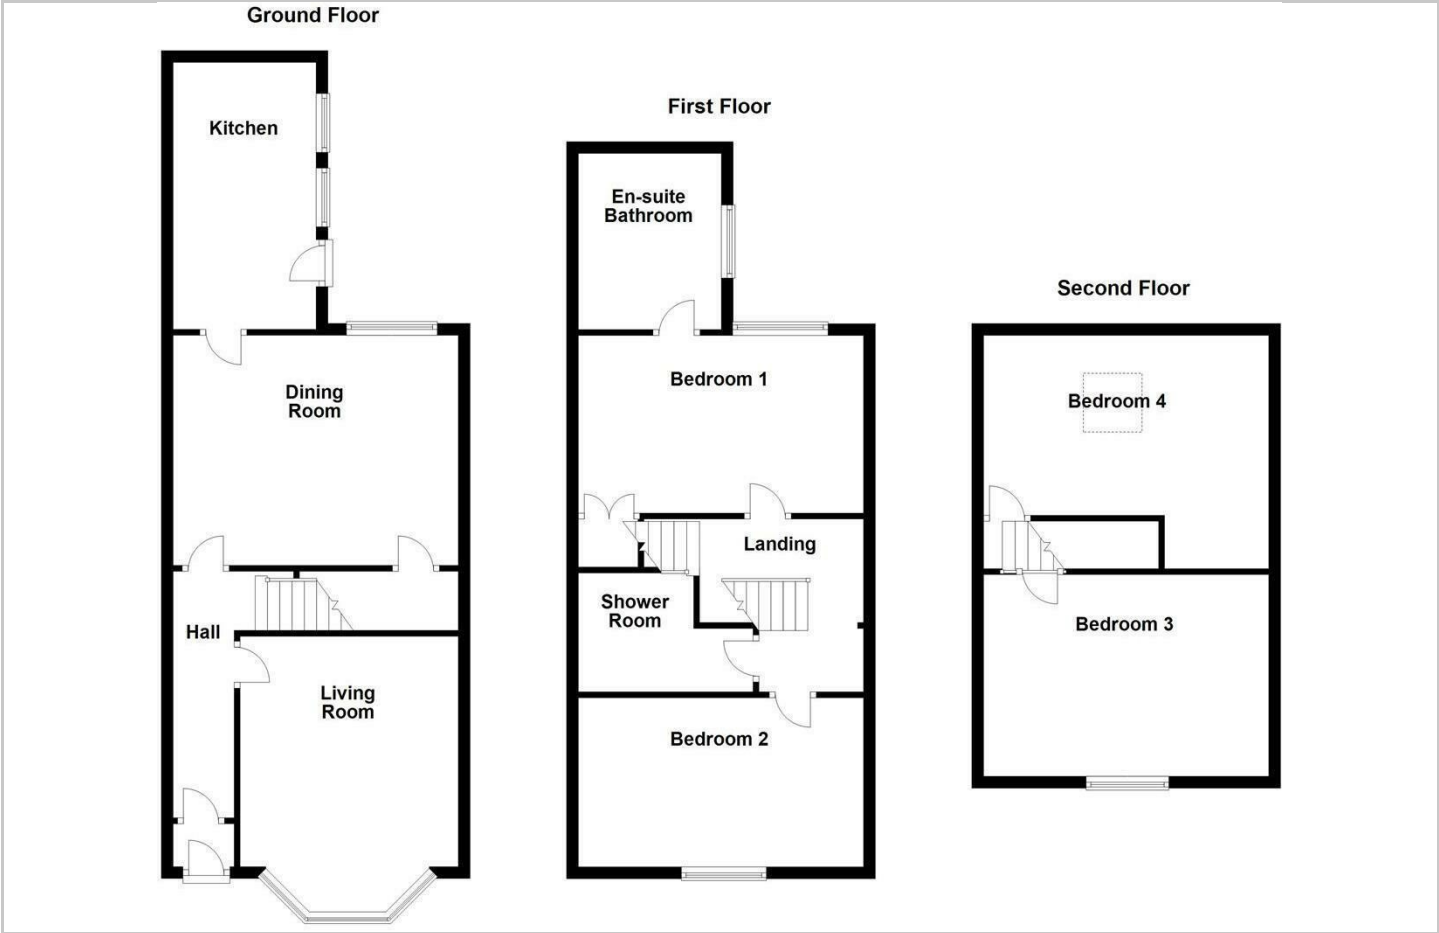 Ground Floor
Kitchen
Dining
Room
Hall
Living
Room
First Floor
En-suite
Bathroom
Bedroom 1
Landing
Shower
Room
Bedroom 2
Second Floor
Bedroom 4
Bedroom 3